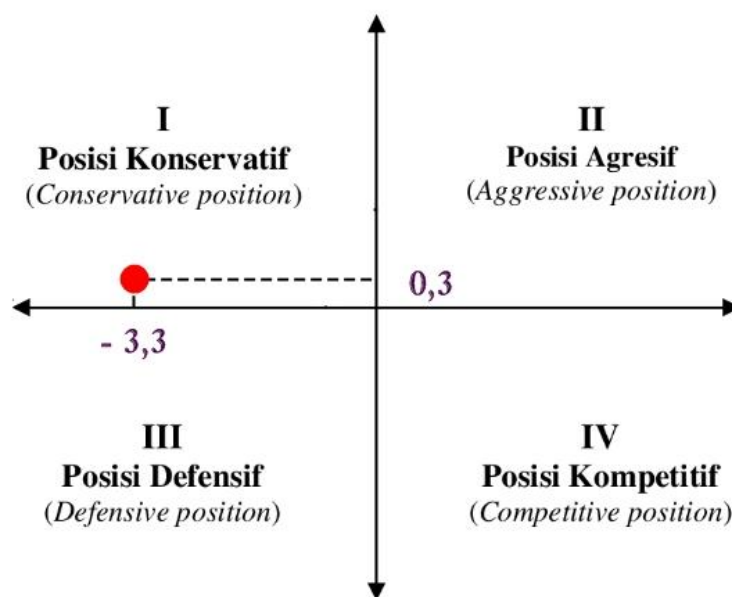 I
Posisi Konservatif
(Conservative position)
II
Posisi Agresif
(Aggressive position)
0,3
- 3,3
III
Posisi Defensif
(Defensive position)
IV
Posisi Kompetitif
(Competitive position)